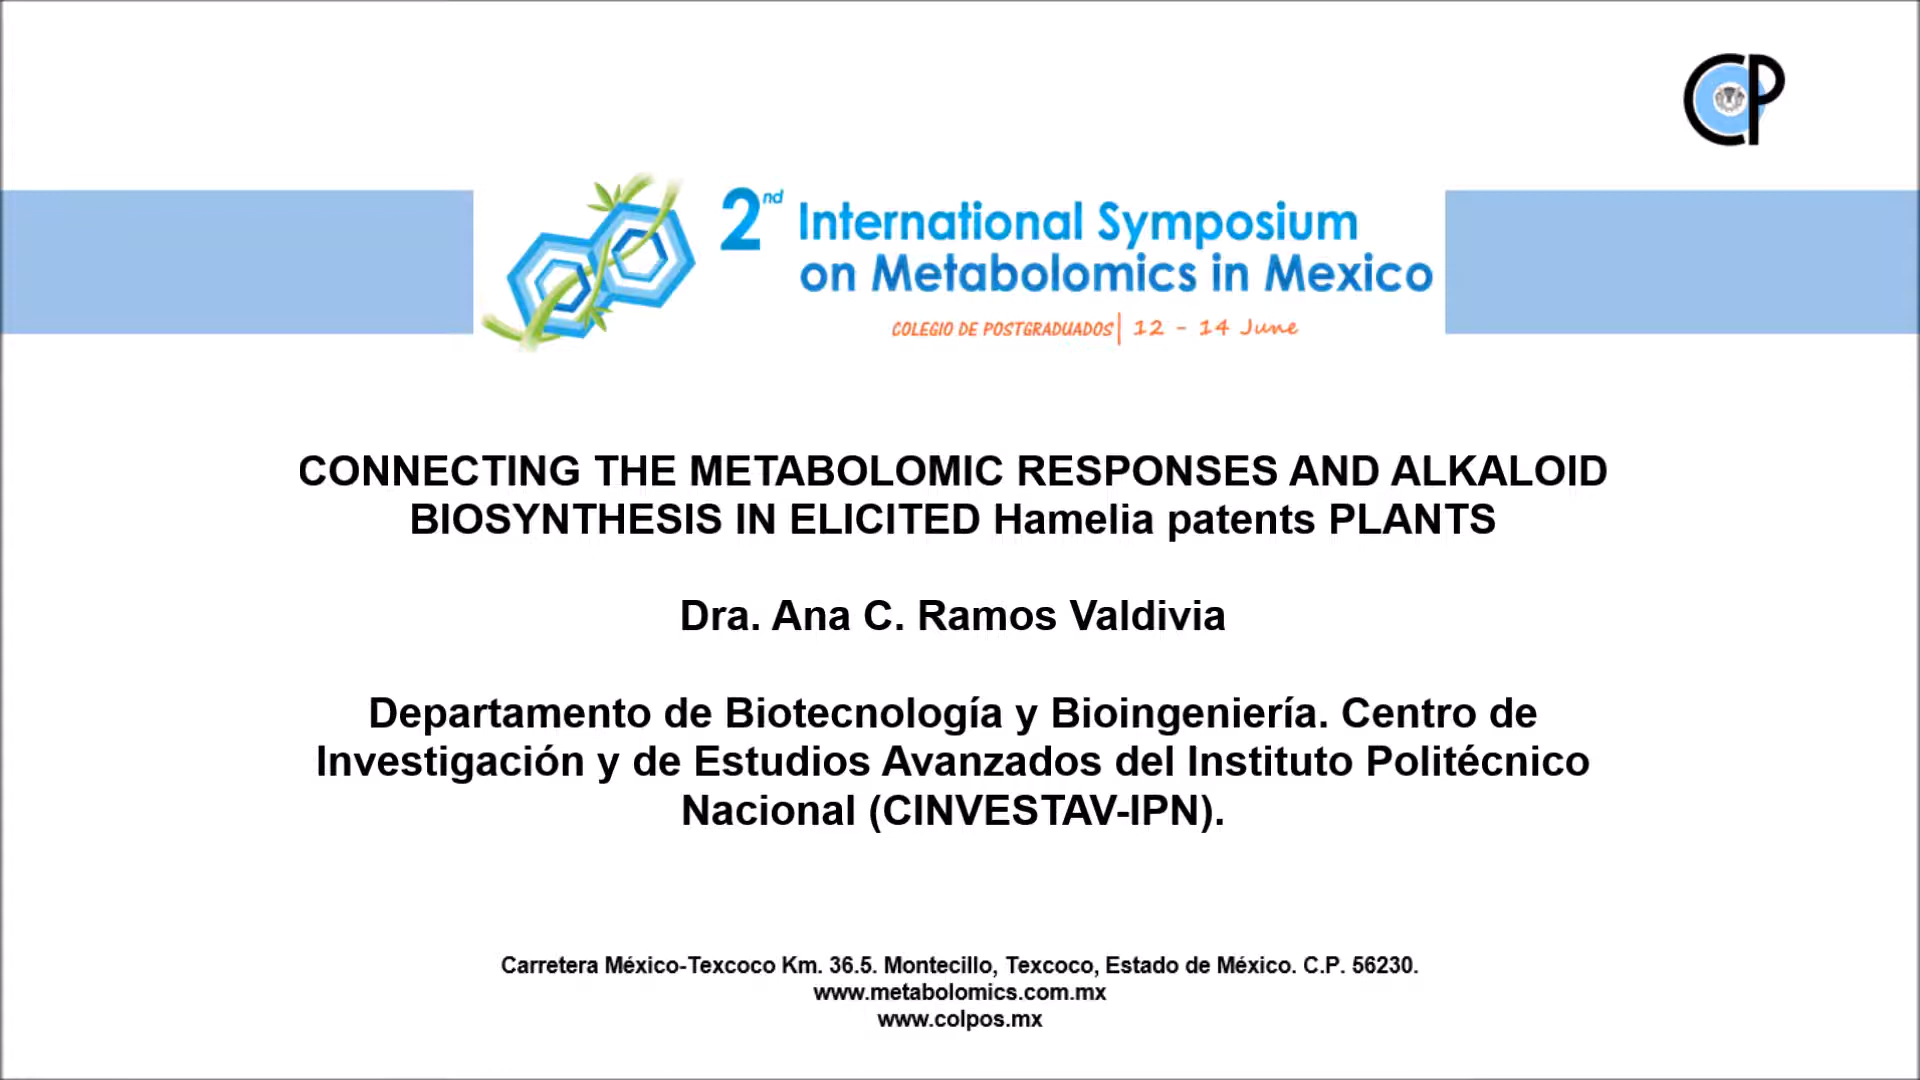 CP
2nd International Symposium
on Metabolomics in Mexico
COLEGIO DE POSTGRADUADOS | 12 - 14 June
CONNECTING THE METABOLOMIC RESPONSES AND ALKALOID
BIOSYNTHESIS IN ELICITED Hamelia patents PLANTS
Dra. Ana C. Ramos Valdivia
Departamento de Biotecnología y Bioingeniería. Centro de
Investigación y de Estudios Avanzados del Instituto Politécnico
Nacional (CINVESTAV-IPN).
Carretera México-Texcoco Km. 36.5. Montecillo, Texcoco, Estado de México. C.P. 56230.
www.metabolomics.com.mx
www.colpos.mx